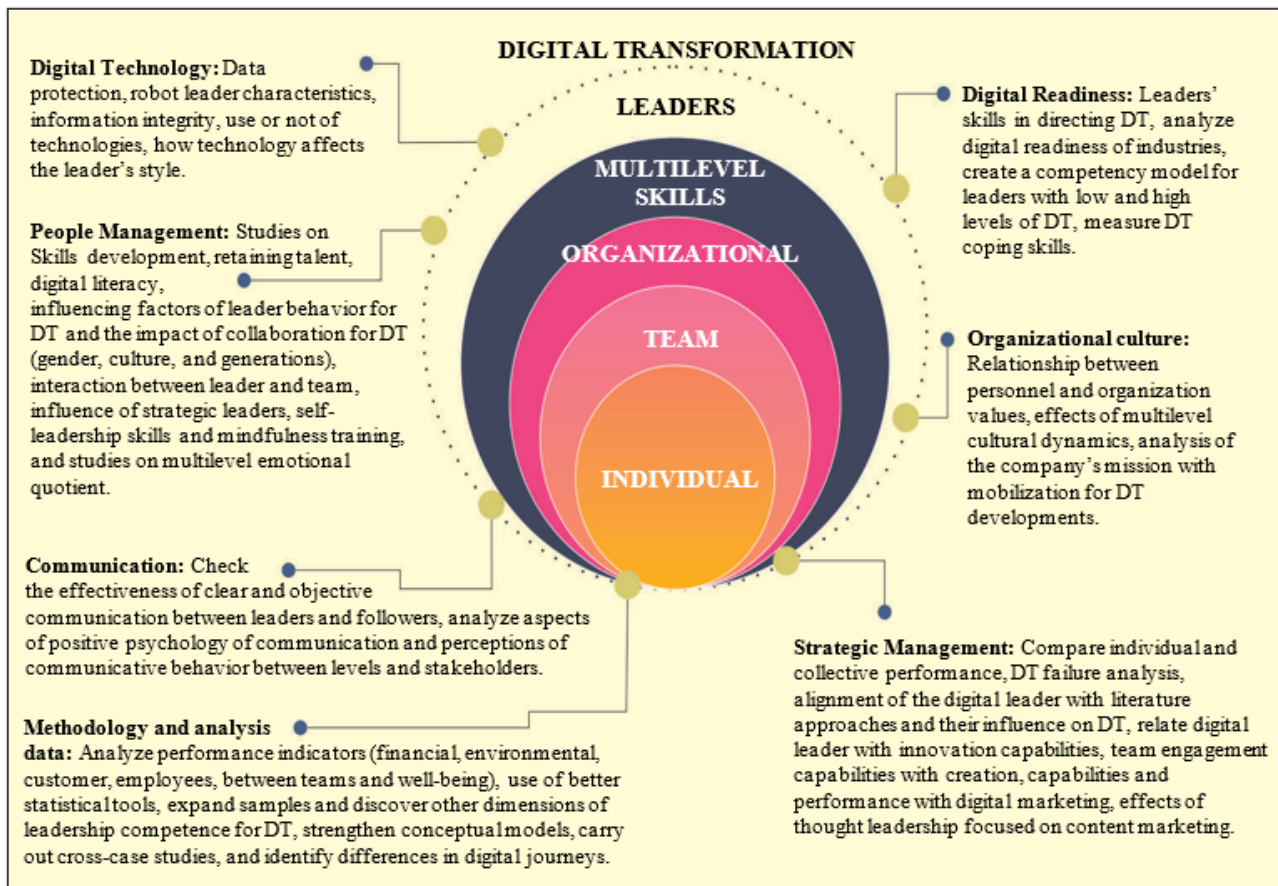 DIGITAL TRANSFORMATION
LEADERS
MULTILEVEL
SKILLS
ORGANIZATIONAL
TEAM
INDIVIDUAL
Digital Technology: Data
protection, robot leader characteristics,
information integrity, use or not of
technologies, how technology affects
the leader's style.
People Management: Studies on
Skills development, retaining talent,
digital literacy,
influencing factors of leader behavior for
DT and the impact of collaboration for DT
(gender, culture, and generations),
interaction between leader and team,
influence of strategic leaders, self-
leadership skills and mindfulness training,
and studies on multilevel emotional
quotient.
Communication: Check
the effectiveness of clear and objective
communication between leaders and followers, analyze aspects
of positive psychology of communication and perceptions of
communicative behavior between levels and stakeholders.
Methodology and analysis
data: Analyze performance indicators (financial, environmental,
customer, employees, between teams and well-being), use of better
statistical tools, expand samples and discover other dimensions of
leadership competence for DT, strengthen conceptual models, carry
out cross-case studies, and identify differences in digital journeys.
Digital Readiness: Leaders'
skills in directing DT, analyze
digital readiness of industries,
create a competency model for
leaders with low and high
levels of DT, measure DT
coping skills.
Organizational culture:
Relationship between
personnel and organization
values, effects of multilevel
cultural dynamics, analysis of
the company's mission with
mobilization for DT
developments.
Strategic Management: Compare individual and
collective performance, DT failure analysis,
alignment of the digital leader with literature
approaches and their influence on DT, relate digital
leader with innovation capabilities, team engagement
capabilities with creation, capabilities and
performance with digital marketing, effects of
thought leadership focused on content marketing.